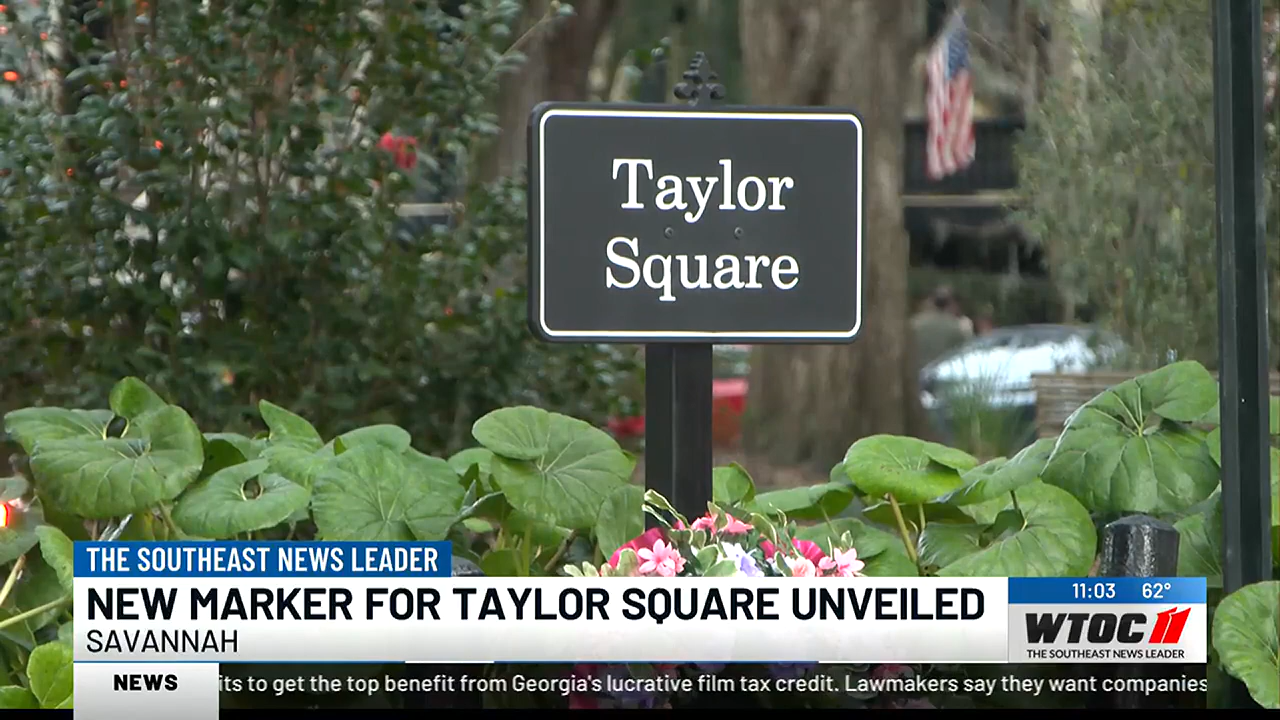 Taylor
Square
THE SOUTHEAST NEWS LEADER
NEW MARKER FOR TAYLOR SQUARE UNVEILED
SAVANNAH
11:03 62°
WTOC 11
THE SOUTHEAST NEWS LEADER
NEWS
its to get the top benefit from Georgia's lucrative film tax credit. Lawmakers say they want companies